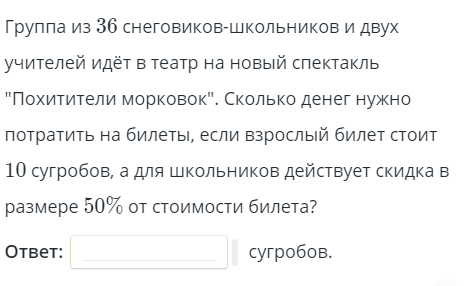 Группа из 36 снеговиков-школьников и двух
учителей идёт в театр на новый спектакль
"Похитители морковок". Сколько денег нужно
потратить на билеты, если взрослый билет стоит
10 сугробов, а для школьников действует скидка в
размере 50% от стоимости билета?
Ответ: сугробов.